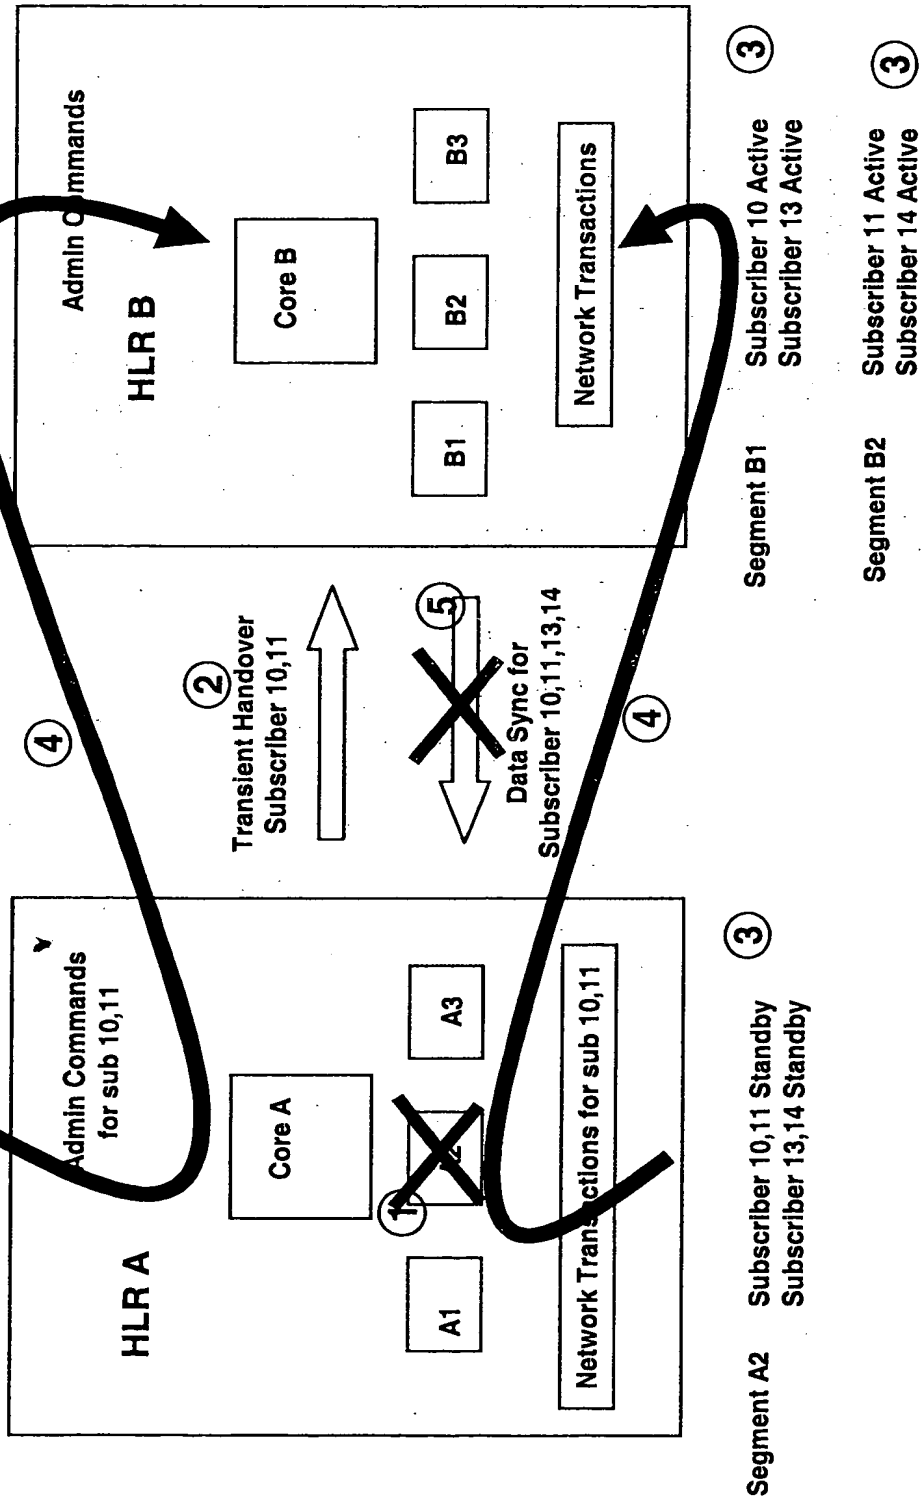 HLR A
Admin Commands
for sub 10,11
Core A
A1
A3
1
Network Transactions for sub 10,11
Segment A2
Subscriber 10,11 Standby
Subscriber 13,14 Standby
3
4
2
Transient Handover
Subscriber 10,11
5
Data Sync for
Subscriber 10,11,13,14
4
HLR B
Admin Commands
Core B
B1
B2
B3
Network Transactions
Segment B1
Subscriber 10 Active
Subscriber 13 Active
3
Segment B2
Subscriber 11 Active
Subscriber 14 Active
3